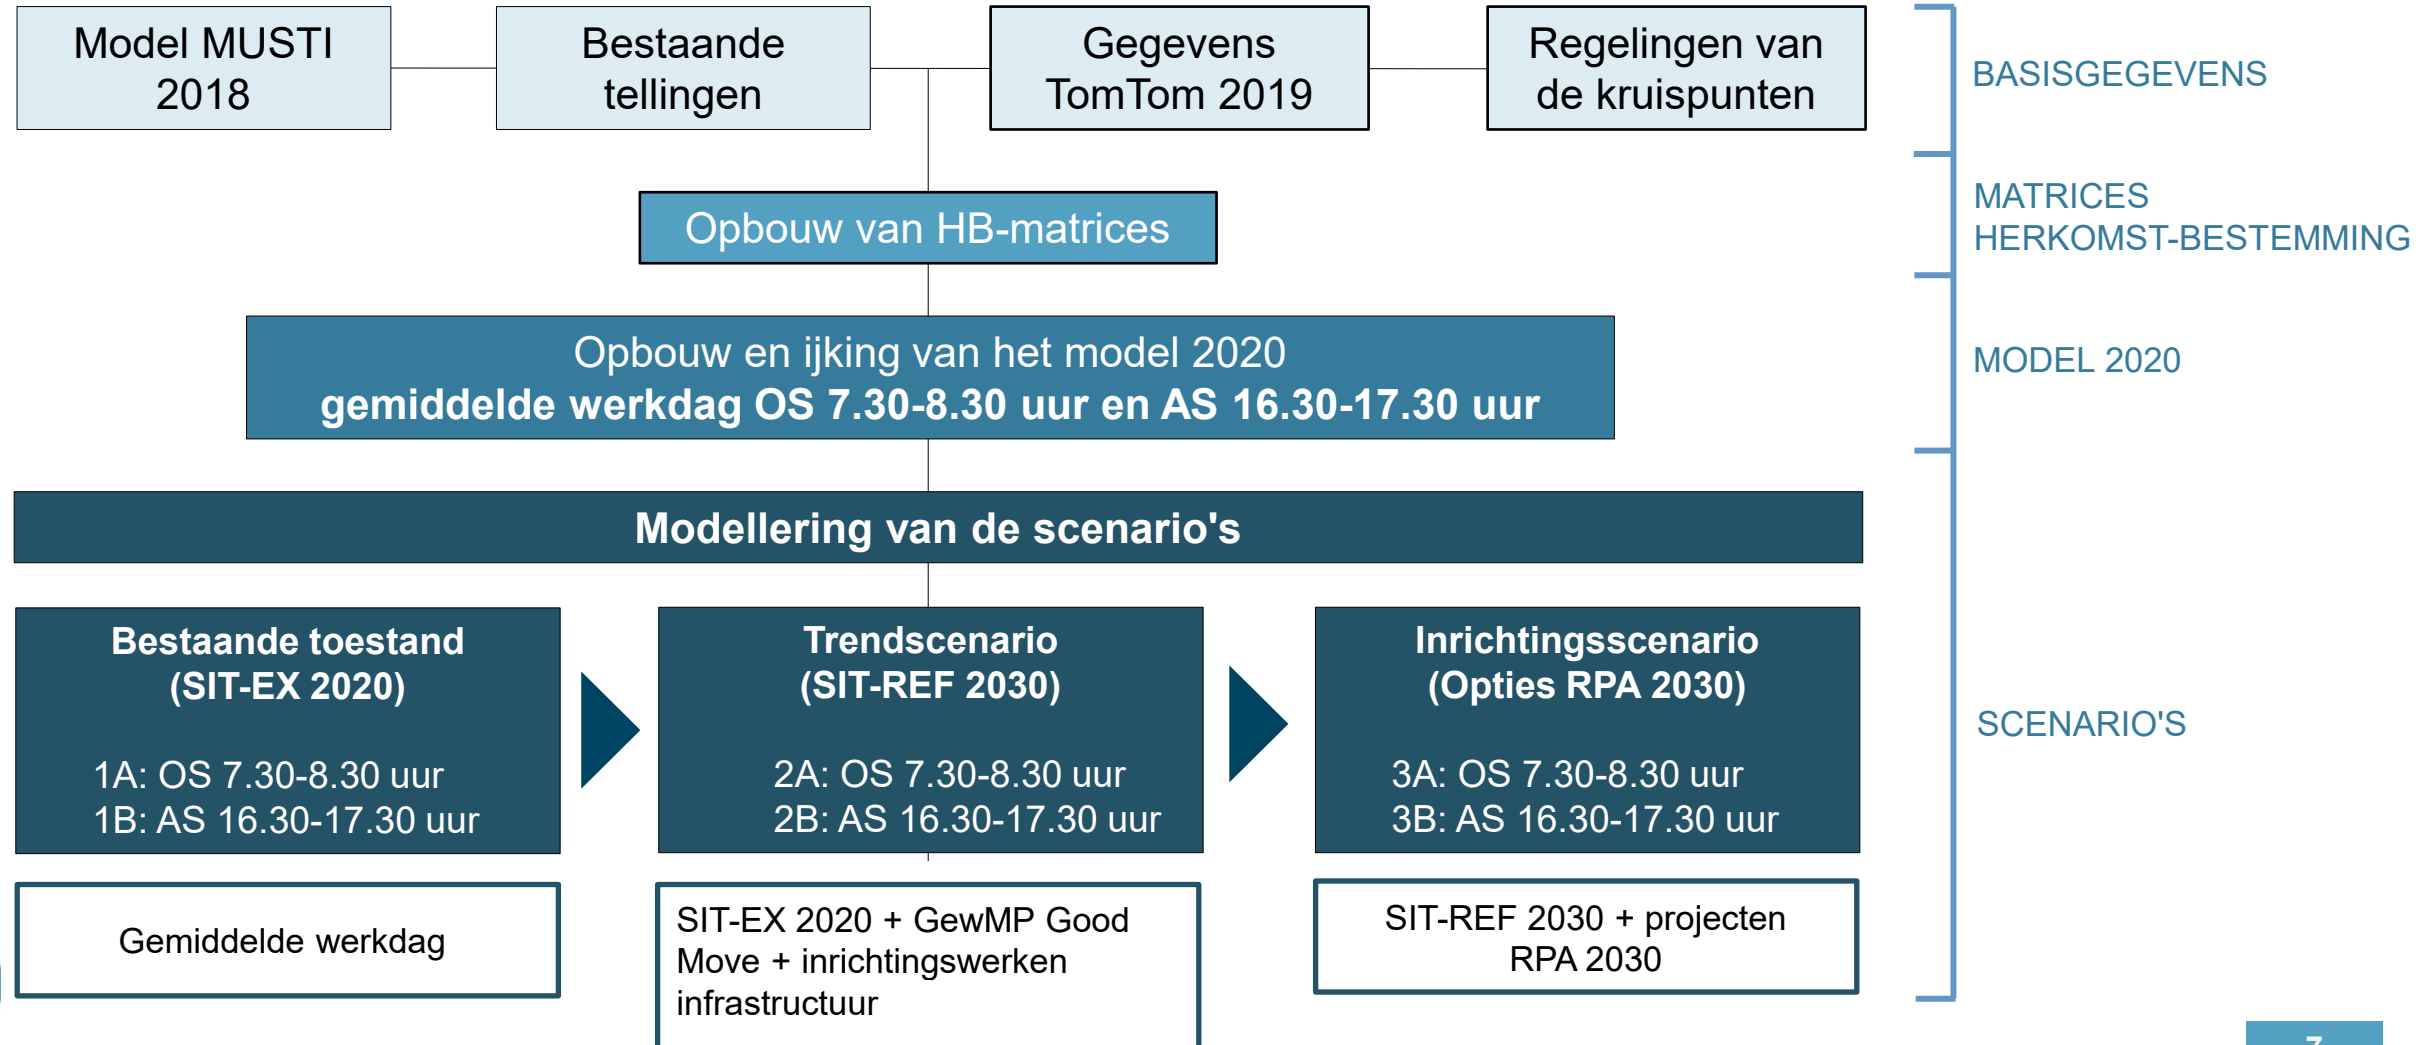 Model MUSTI
2018
Bestaande
tellingen
Gegevens
TomTom 2019
Regelingen van
de kruispunten
BASISGEGEVENS
Opbouw van HB-matrices
MATRICES
HERKOMST-BESTEMMING
Opbouw en ijking van het model 2020
gemiddelde werkdag OS 7.30-8.30 uur en AS 16.30-17.30 uur
MODEL 2020
Modellering van de scenario's
Bestaande toestand
(SIT-EX 2020)
1A: OS 7.30-8.30 uur
1B: AS 16.30-17.30 uur
Trendscenario
(SIT-REF 2030)
2A: OS 7.30-8.30 uur
2B: AS 16.30-17.30 uur
Inrichtingsscenario
(Opties RPA 2030)
3A: OS 7.30-8.30 uur
3B: AS 16.30-17.30 uur
SCENARIO'S
Gemiddelde werkdag
SIT-EX 2020 + GewMP Good
Move + inrichtingswerken
infrastructuur
SIT-REF 2030 + projecten
RPA 2030